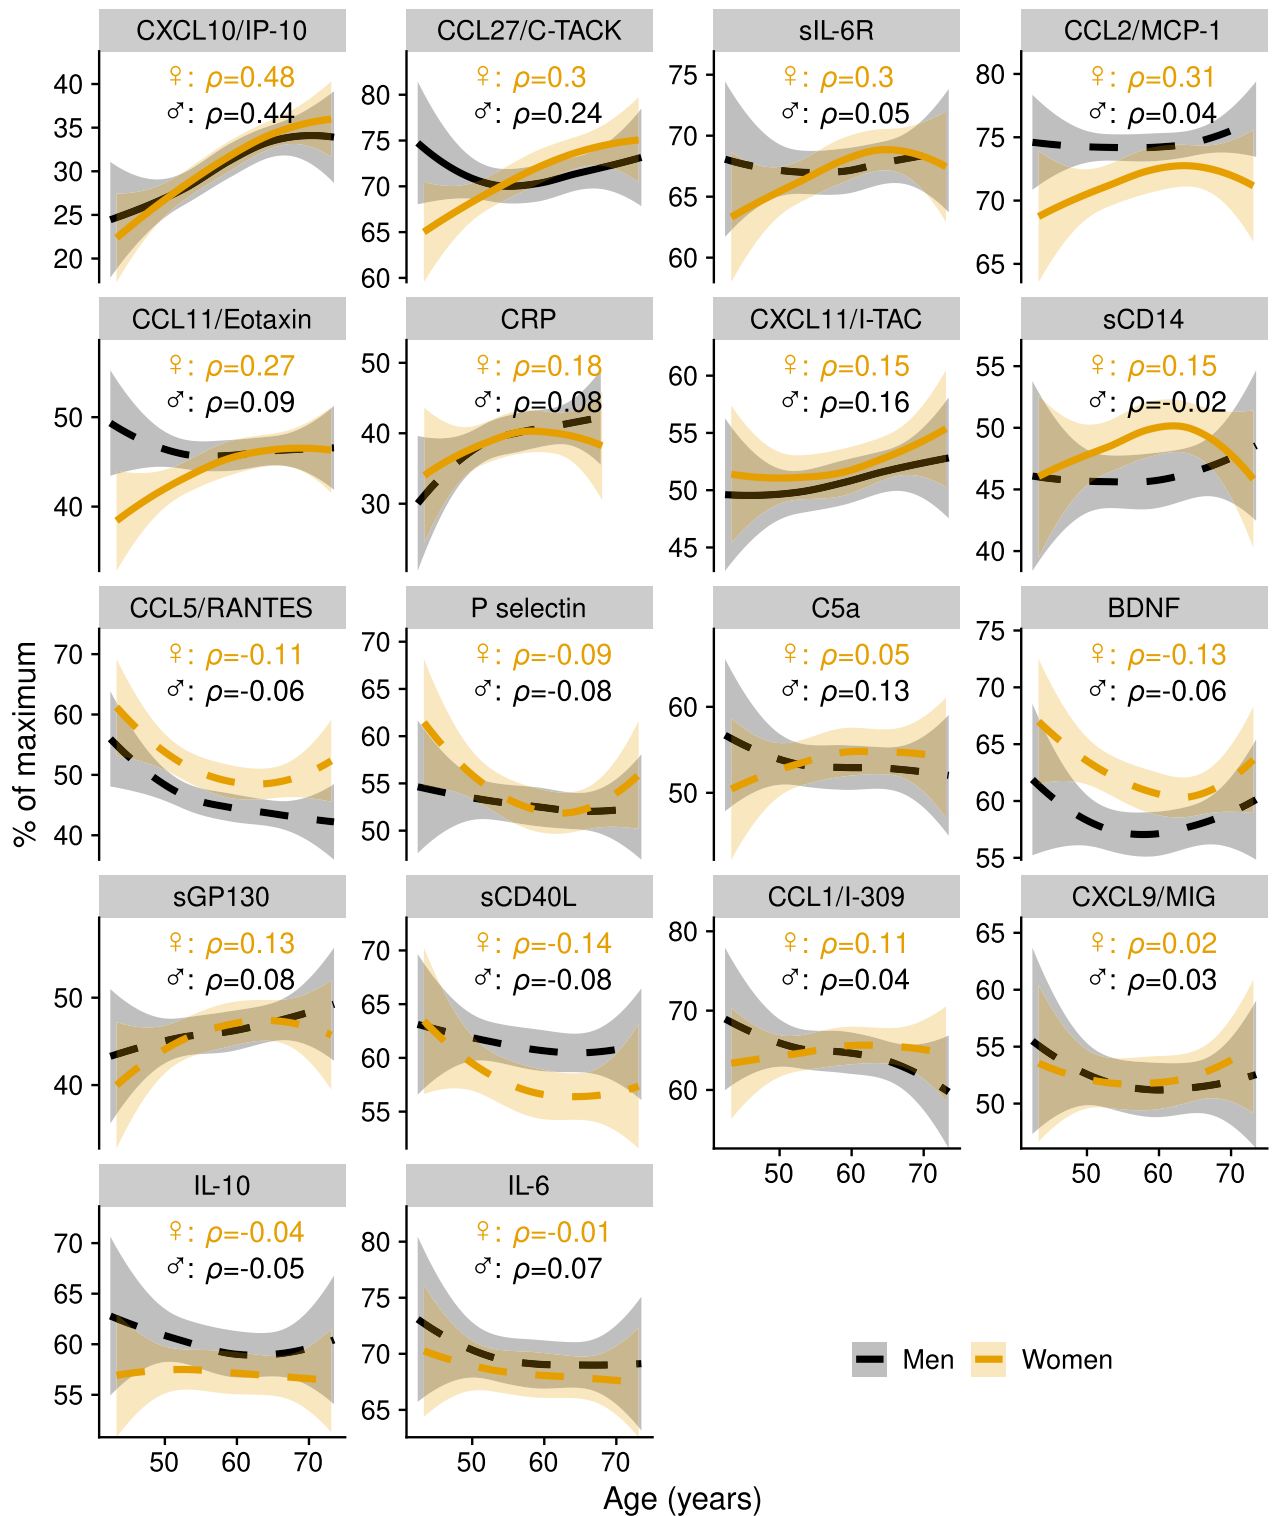 CXCL10/IP-10
♀: ρ=0.48
♂: ρ=0.44
40
35
30
25
20
CCL27/C-TACK
♀: ρ=0.3
♂: ρ=0.24
80
75
70
65
60
sIL-6R
♀: ρ=0.3
♂: ρ=0.05
75
70
65
60
CCL2/MCP-1
♀: ρ=0.31
♂: ρ=0.04
80
75
70
65
CCL11/Eotaxin
♀: ρ=0.27
♂: ρ=0.09
50
40
CRP
♀: ρ=0.18
♂: ρ=0.08
50
40
30
CXCL11/I-TAC
♀: ρ=0.15
♂: ρ=0.16
60
55
50
45
sCD14
♀: ρ=0.15
♂: ρ=-0.02
55
50
45
40
% of maximum
CCL5/RANTES
♀: ρ=-0.11
♂: ρ=-0.06
70
60
50
40
P selectin
♀: ρ=-0.09
♂: ρ=-0.08
70
65
60
55
50
C5a
♀: ρ=0.05
♂: ρ=0.13
60
50
BDNF
♀: ρ=-0.13
♂: ρ=-0.06
75
70
65
60
55
sGP130
♀: ρ=0.13
♂: ρ=0.08
50
40
sCD40L
♀: ρ=-0.14
♂: ρ=-0.08
70
65
60
55
CCL1/I-309
♀: ρ=0.11
♂: ρ=0.04
80
70
60
50 60 70
CXCL9/MIG
♀: ρ=0.02
♂: ρ=0.03
65
60
55
50
50 60 70
IL-10
♀: ρ=-0.04
♂: ρ=-0.05
70
65
60
55
50 60 70
IL-6
♀: ρ=-0.01
♂: ρ=0.07
80
75
70
65
50 60 70
Men Women
Age (years)